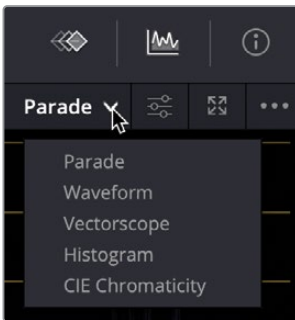 Parade
Parade
Waveform
Vectorscope
Histogram
CIE Chromaticity